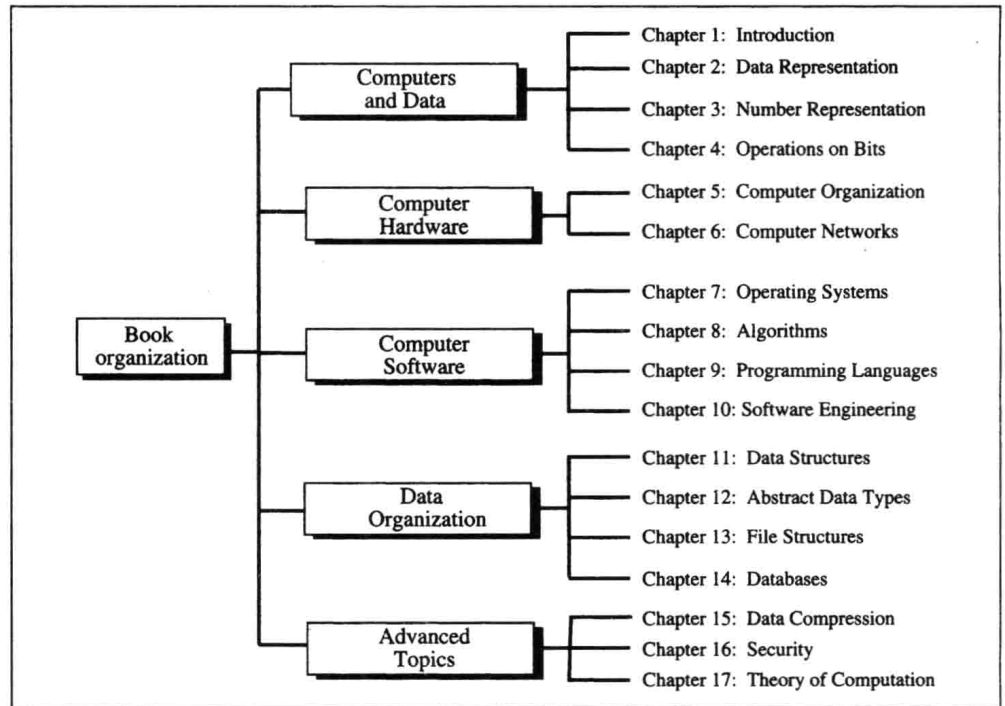 Book
organization
Computers
and Data
Chapter 1: Introduction
Chapter 2: Data Representation
Chapter 3: Number Representation
Chapter 4: Operations on Bits
Computer
Hardware
Chapter 5: Computer Organization
Chapter 6: Computer Networks
Computer
Software
Chapter 7: Operating Systems
Chapter 8: Algorithms
Chapter 9: Programming Languages
Chapter 10: Software Engineering
Data
Organization
Chapter 11: Data Structures
Chapter 12: Abstract Data Types
Chapter 13: File Structures
Chapter 14: Databases
Advanced
Topics
Chapter 15: Data Compression
Chapter 16: Security
Chapter 17: Theory of Computation